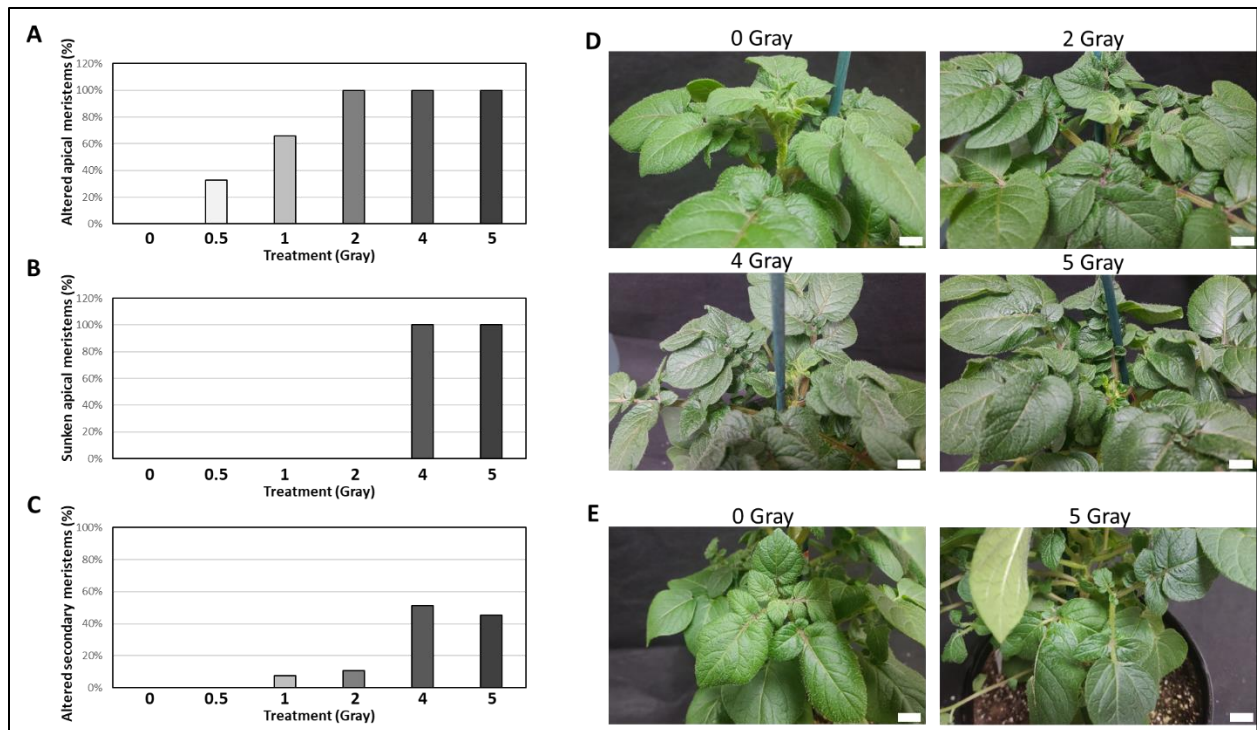 A
Altered apical meristems (%)
120%
100%
80%
60%
40%
20%
0%
0 0.5 1 2 4 5
Treatment (Gray)
B
Sunken apical meristems (%)
120%
100%
80%
60%
40%
20%
0%
0 0.5 1 2 4 5
Treatment (Gray)
C
Altered secondary meristems (%)
100%
80%
60%
40%
20%
0%
0 0.5 1 2 4 5
Treatment (Gray)
D
0 Gray
2 Gray
4 Gray
5 Gray
E
0 Gray
5 Gray